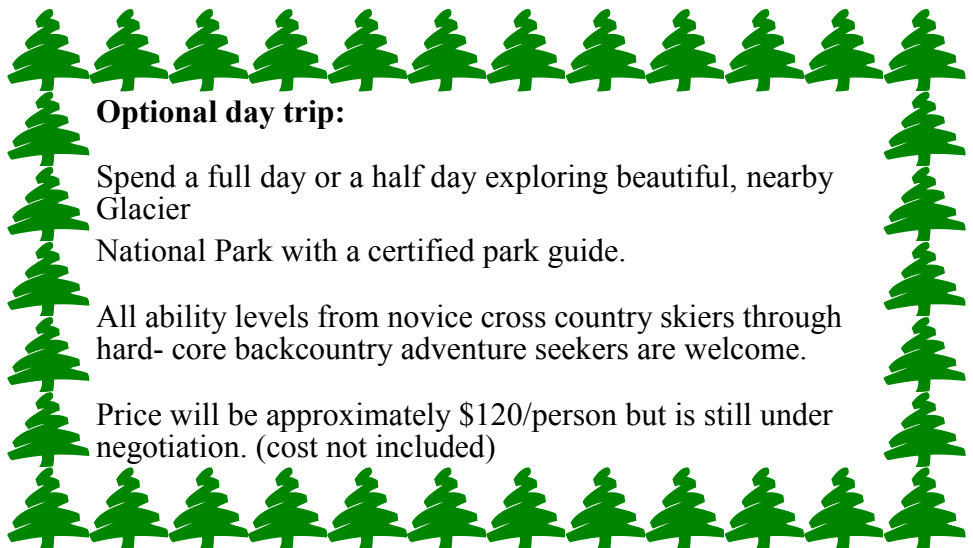 Optional day trip:
Spend a full day or a half day exploring beautiful, nearby
Glacier
National Park with a certified park guide.
All ability levels from novice cross country skiers through
hard- core backcountry adventure seekers are welcome.
Price will be approximately $120/person but is still under
negotiation. (cost not included)